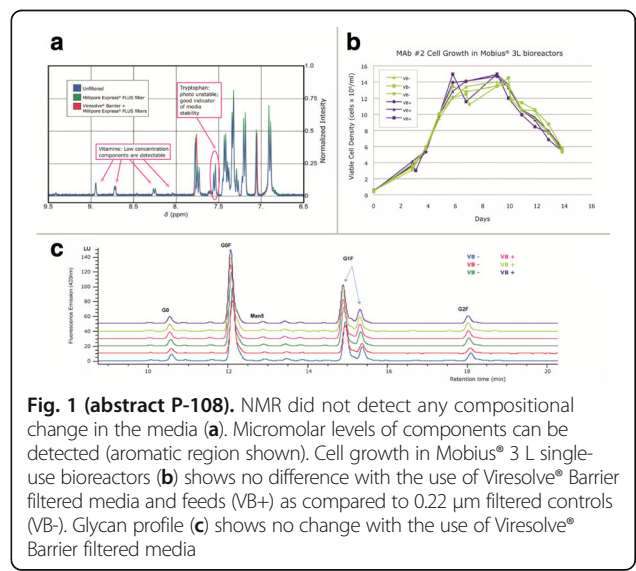 a
Unfiltered
Millipore Express® PLUS filter
Viresolve® Barrier +
Millipore Express® PLUS filters
Tryptophan:
photo unstable;
good indicator
of media
stability
Vitamins: Low concentration
components are detectable
1.0
0.75
0.50
0.25
Normalized Intesity
9.5 9.0 8.5 8.0 7.5 7.0 6.5
δ (ppm)
b
MAb #2 Cell Growth in Mobius® 3L bioreactors
Viable Cell Density (cells x 10⁶/ml)
16
14
12
10
8
6
4
2
0
VB-
VB-
VB-
VB+
VB+
VB+
0 2 4 6 8 10 12 14 16
Days
c
LU
140
120
100
80
60
40
20
0
Fluorescence Emission (420nm)
G0
G0F
Man5
G1F
G2F
VB - VB +
VB - VB +
VB - VB +
10 12 14 16 18 20
Retention time (min)
Fig. 1 (abstract P-108). NMR did not detect any compositional
change in the media (a). Micromolar levels of components can be
detected (aromatic region shown). Cell growth in Mobius® 3 L single-
use bioreactors (b) shows no difference with the use of Viresolve® Barrier
filtered media and feeds (VB+) as compared to 0.22 μm filtered controls
(VB-). Glycan profile (c) shows no change with the use of Viresolve®
Barrier filtered media